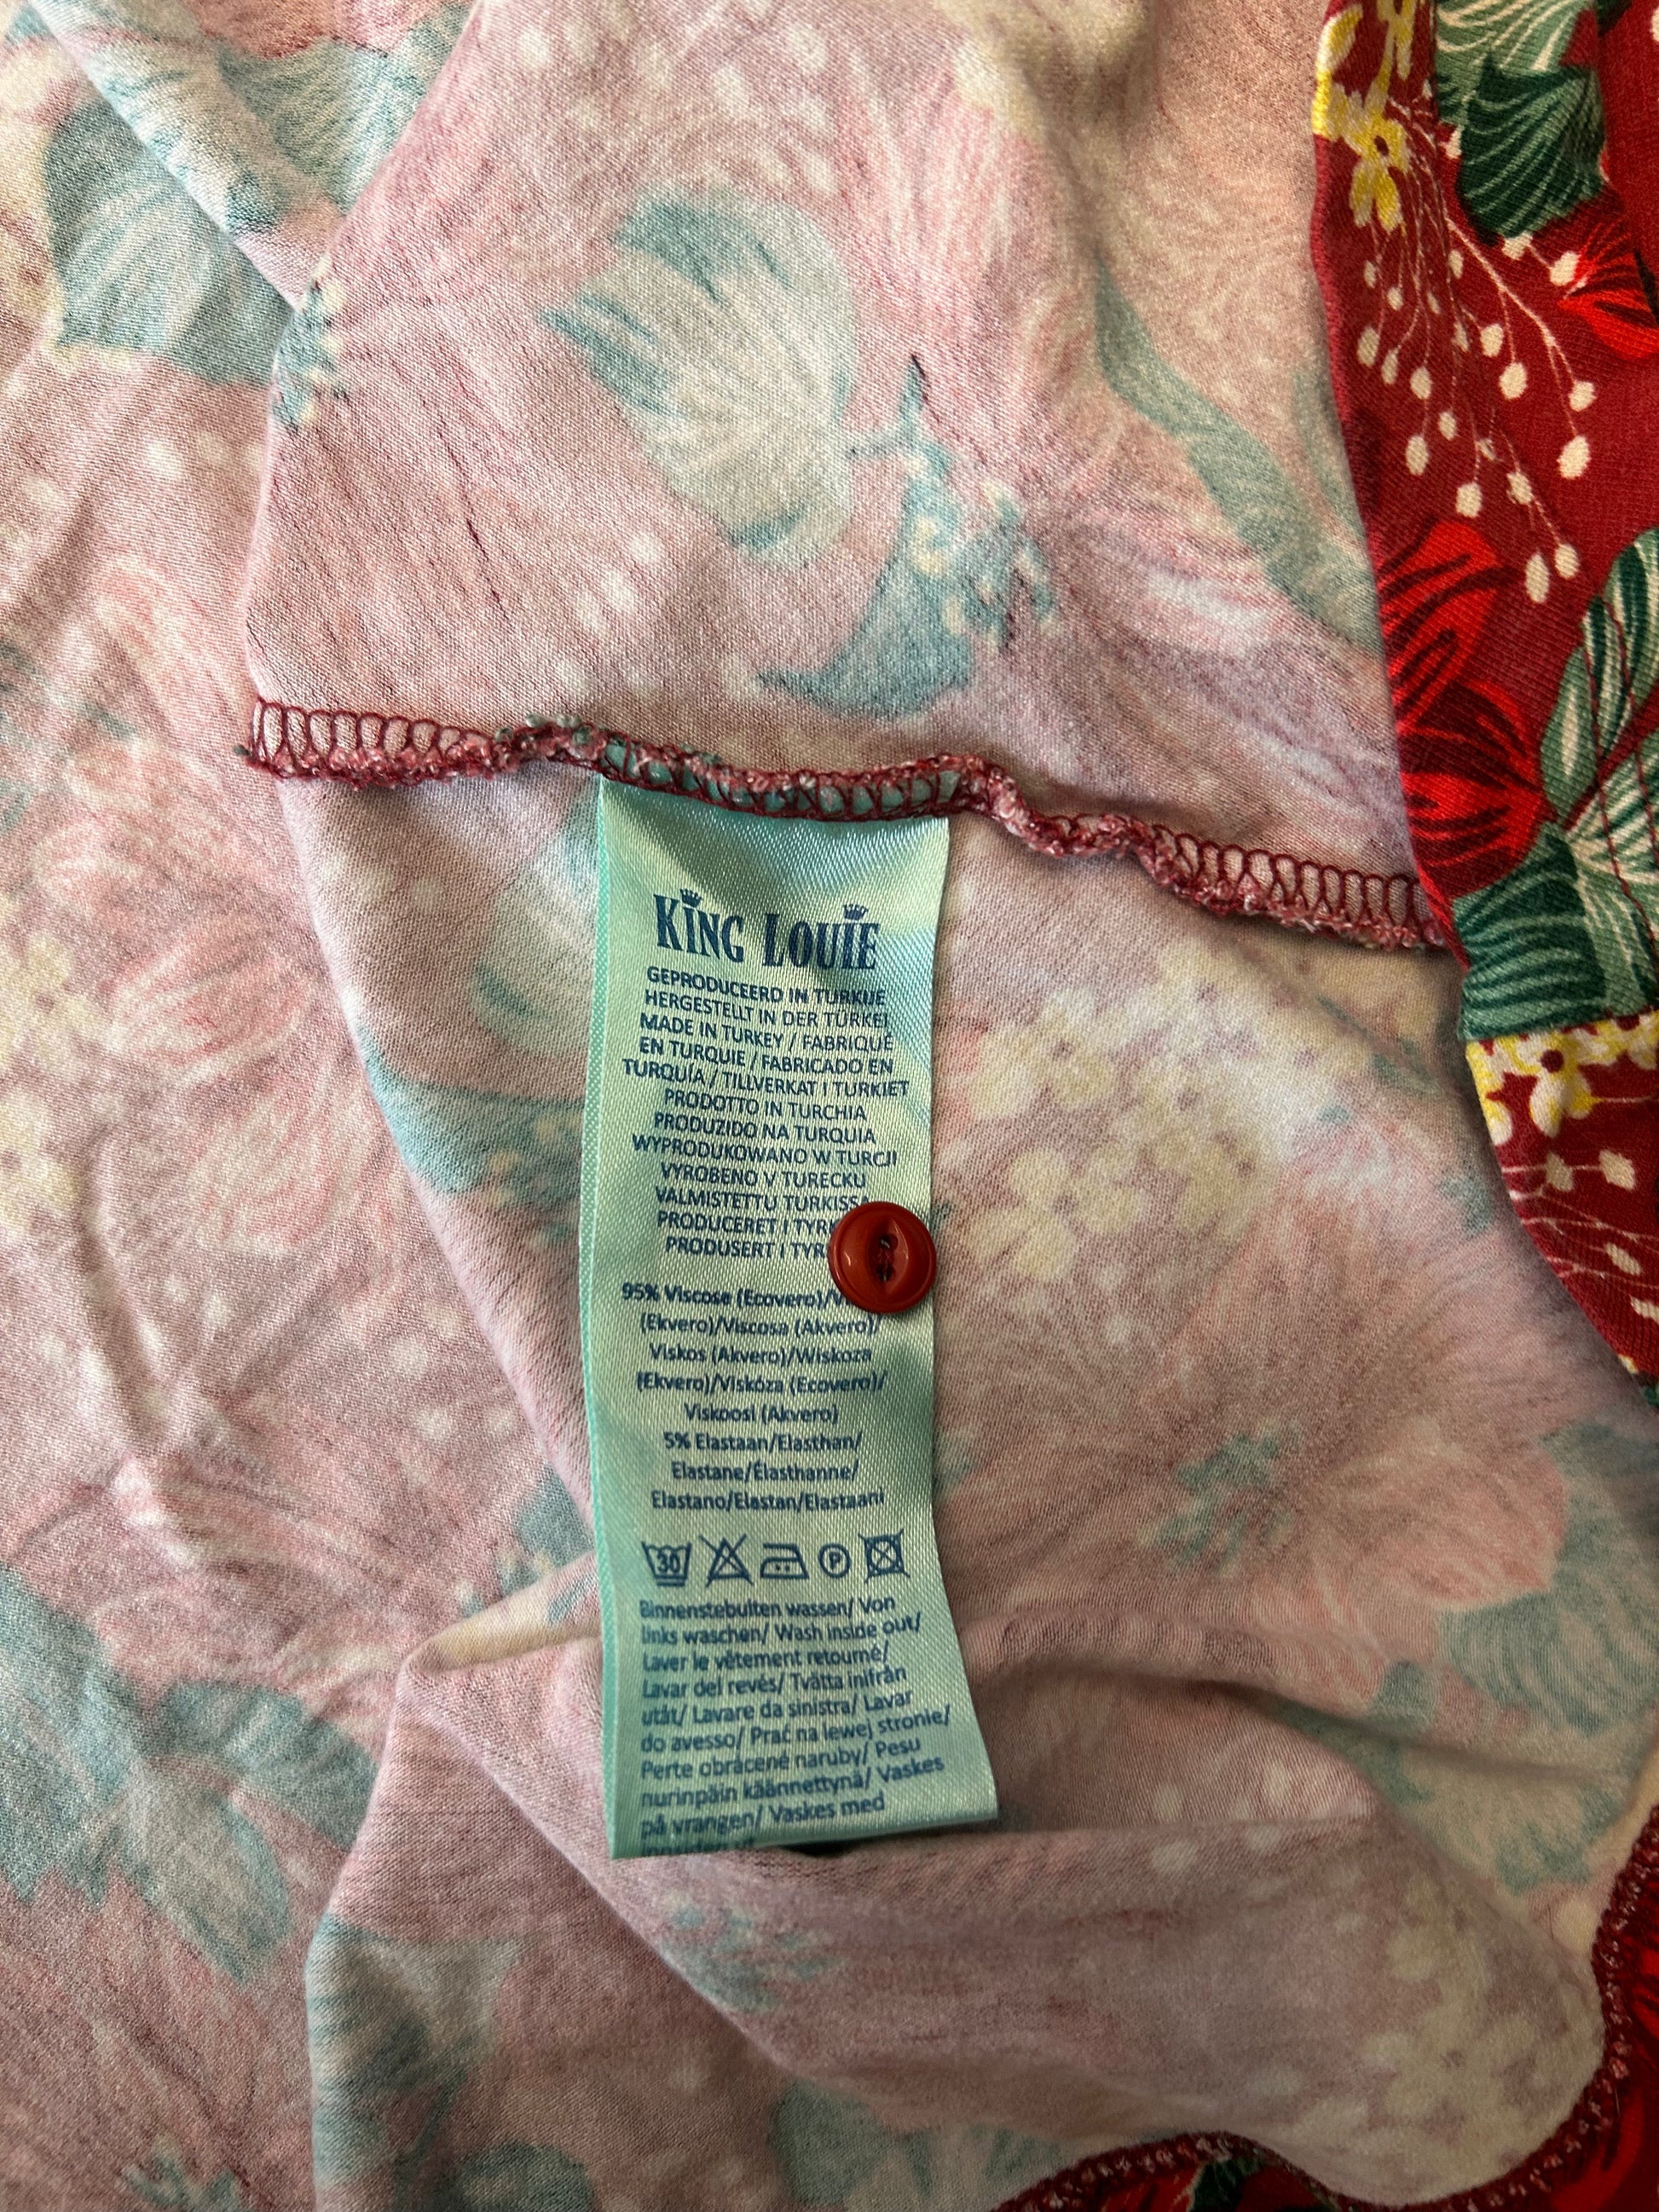 KING LOUIE
GEPRODUCEERD IN TURKIJE
HERGESTELLT IN DER TÜRKEI
MADE IN TURKEY / FABRIQUÉ
EN TURQUIE / FABRICADO EN
TURQUÍA / TILLVERKAT I TURKIET
PRODOTTO IN TURCHIA
PRODUZIDO NA TURQUIA
WYPRODUKOWANO W TURCJI
VYROBENO V TURECKU
VALMISTETTU TURKISSA
PRODUCERET I
PRODUSERT I
95% Viscose (Ecovero)/
(Ekvero)/Viscosa (Akvero)/
Viskos (Akvero)/Wiskoza
(Ekvero)/Viskóza (Ecovero)/
Viskoosi (Akvero)
5% Elastaan/Elasthan/
Elastane/Élasthanne/
Elastano/Elastan/Elastaani
30 P
Binnenstebuiten wassen/ Von
links waschen/ Wash inside out/
Laver le vêtement retourné/
Lavar del revés/ Tvätta inifrån
utåt/ Lavare da sinistra/ Lavar
do avesso/ Prać na lewej stronie/
Perte obrácené naruby/ Pesu
nurinpäin käännettynä/ Vaskes
på vrangen/ Vaskes med